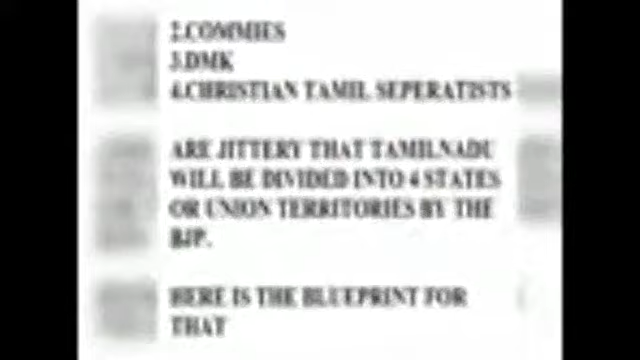 2.COMMIES
3.DMK
4.CHRISTIAN TAMIL SEPERATISTS
ARE JITTERY THAT TAMILNADU
WILL BE DIVIDED INTO 4 STATES
OR UNION TERRITORIES BY THE
BJP.
HERE IS THE BLUEPRINT FOR
THAT